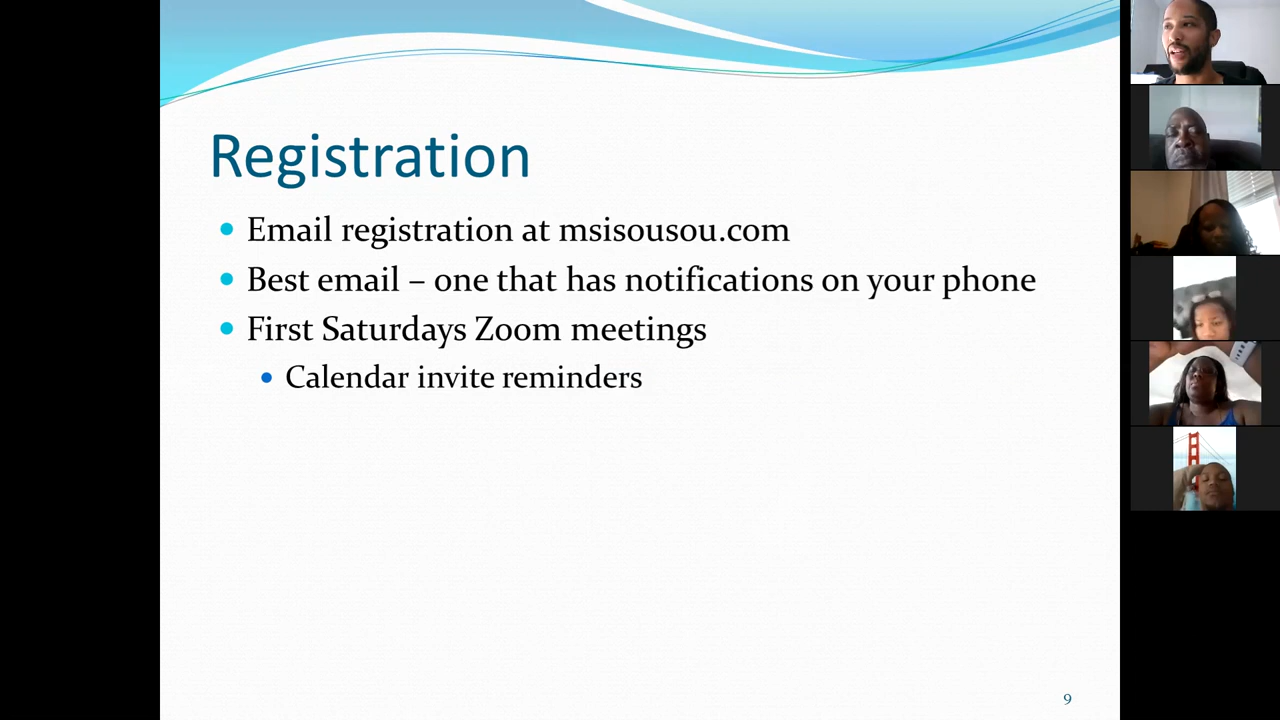 Registration
Email registration at msisousou.com
Best email – one that has notifications on your phone
First Saturdays Zoom meetings
Calendar invite reminders
9